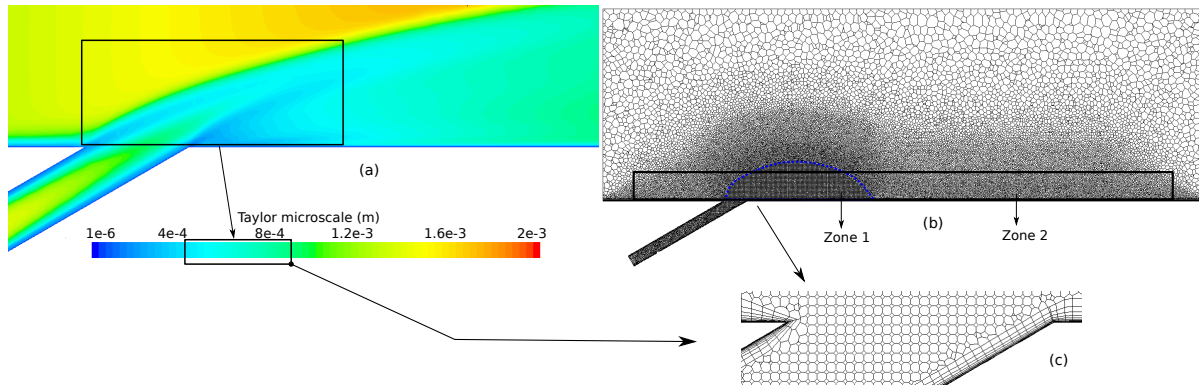 (a)
Taylor microscale (m)
1e-6 4e-4 8e-4 1.2e-3 1.6e-3 2e-3
Zone 1
(b)
Zone 2
(c)